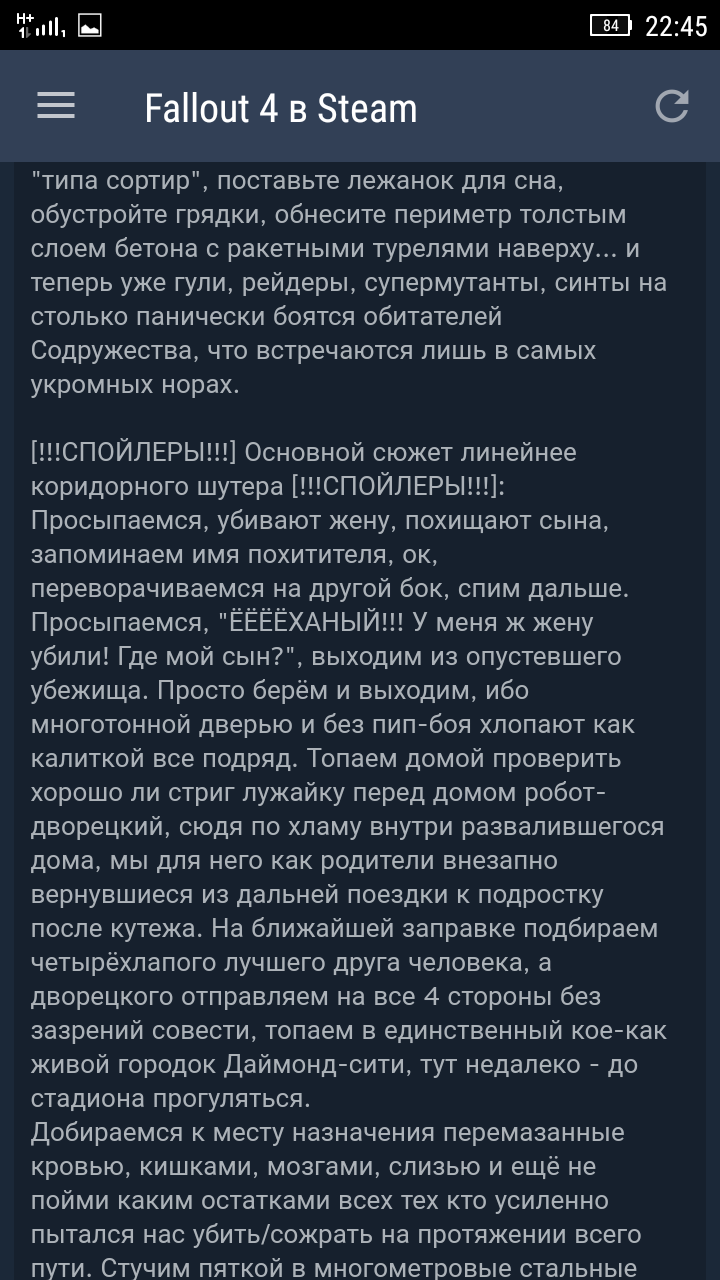 H+
1
1
84
22:45
Fallout 4 в Steam
"типа сортир", поставьте лежанок для сна,
обустройте грядки, обнесите периметр толстым
слоем бетона с ракетными турелями наверху... и
теперь уже гули, рейдеры, супермутанты, синты на
столько панически боятся обитателей
Содружества, что встречаются лишь в самых
укромных норах.

[!!!СПОЙЛЕРЫ!!!] Основной сюжет линейнее
коридорного шутера [!!!СПОЙЛЕРЫ!!!]:
Просыпаемся, убивают жену, похищают сына,
запоминаем имя похитителя, ок,
переворачиваемся на другой бок, спим дальше.
Просыпаемся, "ЁЁЁЁХАНЫЙ!!! У меня ж жену
убили! Где мой сын?", выходим из опустевшего
убежища. Просто берём и выходим, ибо
многотонной дверью и без пип-боя хлопают как
калиткой все подряд. Топаем домой проверить
хорошо ли стриг лужайку перед домом робот-
дворецкий, сюдя по хламу внутри развалившегося
дома, мы для него как родители внезапно
вернувшиеся из дальней поездки к подростку
после кутежа. На ближайшей заправке подбираем
четырёхлапого лучшего друга человека, а
дворецкого отправляем на все 4 стороны без
зазрений совести, топаем в единственный кое-как
живой городок Даймонд-сити, тут недалеко - до
стадиона прогуляться.
Добираемся к месту назначения перемазанные
кровью, кишками, мозгами, слизью и ещё не
пойми каким остатками всех тех кто усиленно
пытался нас убить/сожрать на протяжении всего
пути. Стучим пяткой в многометровые стальные